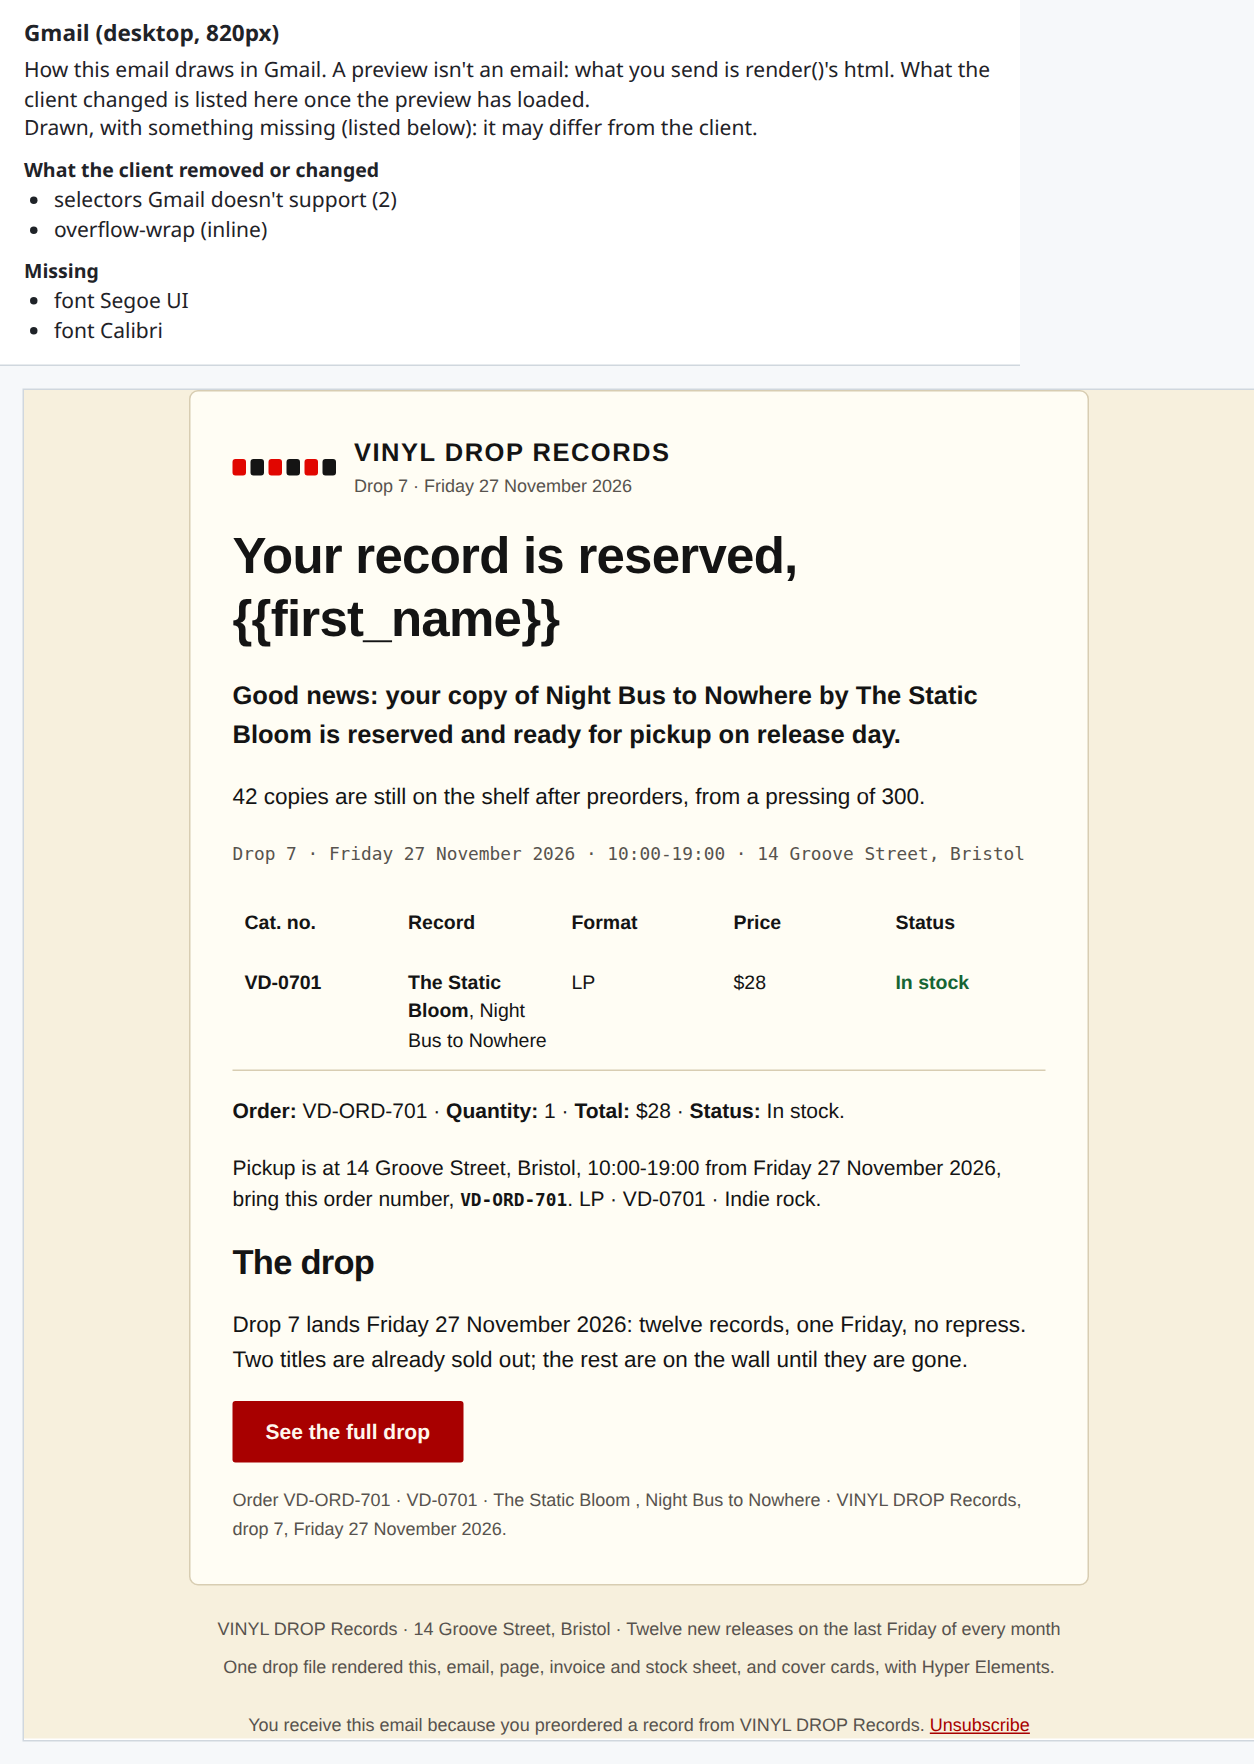 Gmail (desktop, 820px)
How this email draws in Gmail. A preview isn't an email: what you send is render()'s html. What the
client changed is listed here once the preview has loaded.
Drawn, with something missing (listed below): it may differ from the client.
What the client removed or changed
• selectors Gmail doesn't support (2)
• overflow-wrap (inline)
Missing
• font Segoe UI
• font Calibri
VINYL DROP RECORDS
Drop 7 · Friday 27 November 2026
Your record is reserved,
{{first_name}}
Good news: your copy of Night Bus to Nowhere by The Static
Bloom is reserved and ready for pickup on release day.
42 copies are still on the shelf after preorders, from a pressing of 300.
Drop 7 · Friday 27 November 2026 · 10:00-19:00 · 14 Groove Street, Bristol
Cat. no. Record Format Price Status
VD-0701 The Static LP $28 In stock
Bloom, Night
Bus to Nowhere
Order: VD-ORD-701 · Quantity: 1 · Total: $28 · Status: In stock.
Pickup is at 14 Groove Street, Bristol, 10:00-19:00 from Friday 27 November 2026,
bring this order number, VD-ORD-701. LP · VD-0701 · Indie rock.
The drop
Drop 7 lands Friday 27 November 2026: twelve records, one Friday, no repress.
Two titles are already sold out; the rest are on the wall until they are gone.
See the full drop
Order VD-ORD-701 · VD-0701 · The Static Bloom , Night Bus to Nowhere · VINYL DROP Records,
drop 7, Friday 27 November 2026.
VINYL DROP Records · 14 Groove Street, Bristol · Twelve new releases on the last Friday of every month
One drop file rendered this, email, page, invoice and stock sheet, and cover cards, with Hyper Elements.
You receive this email because you preordered a record from VINYL DROP Records. Unsubscribe